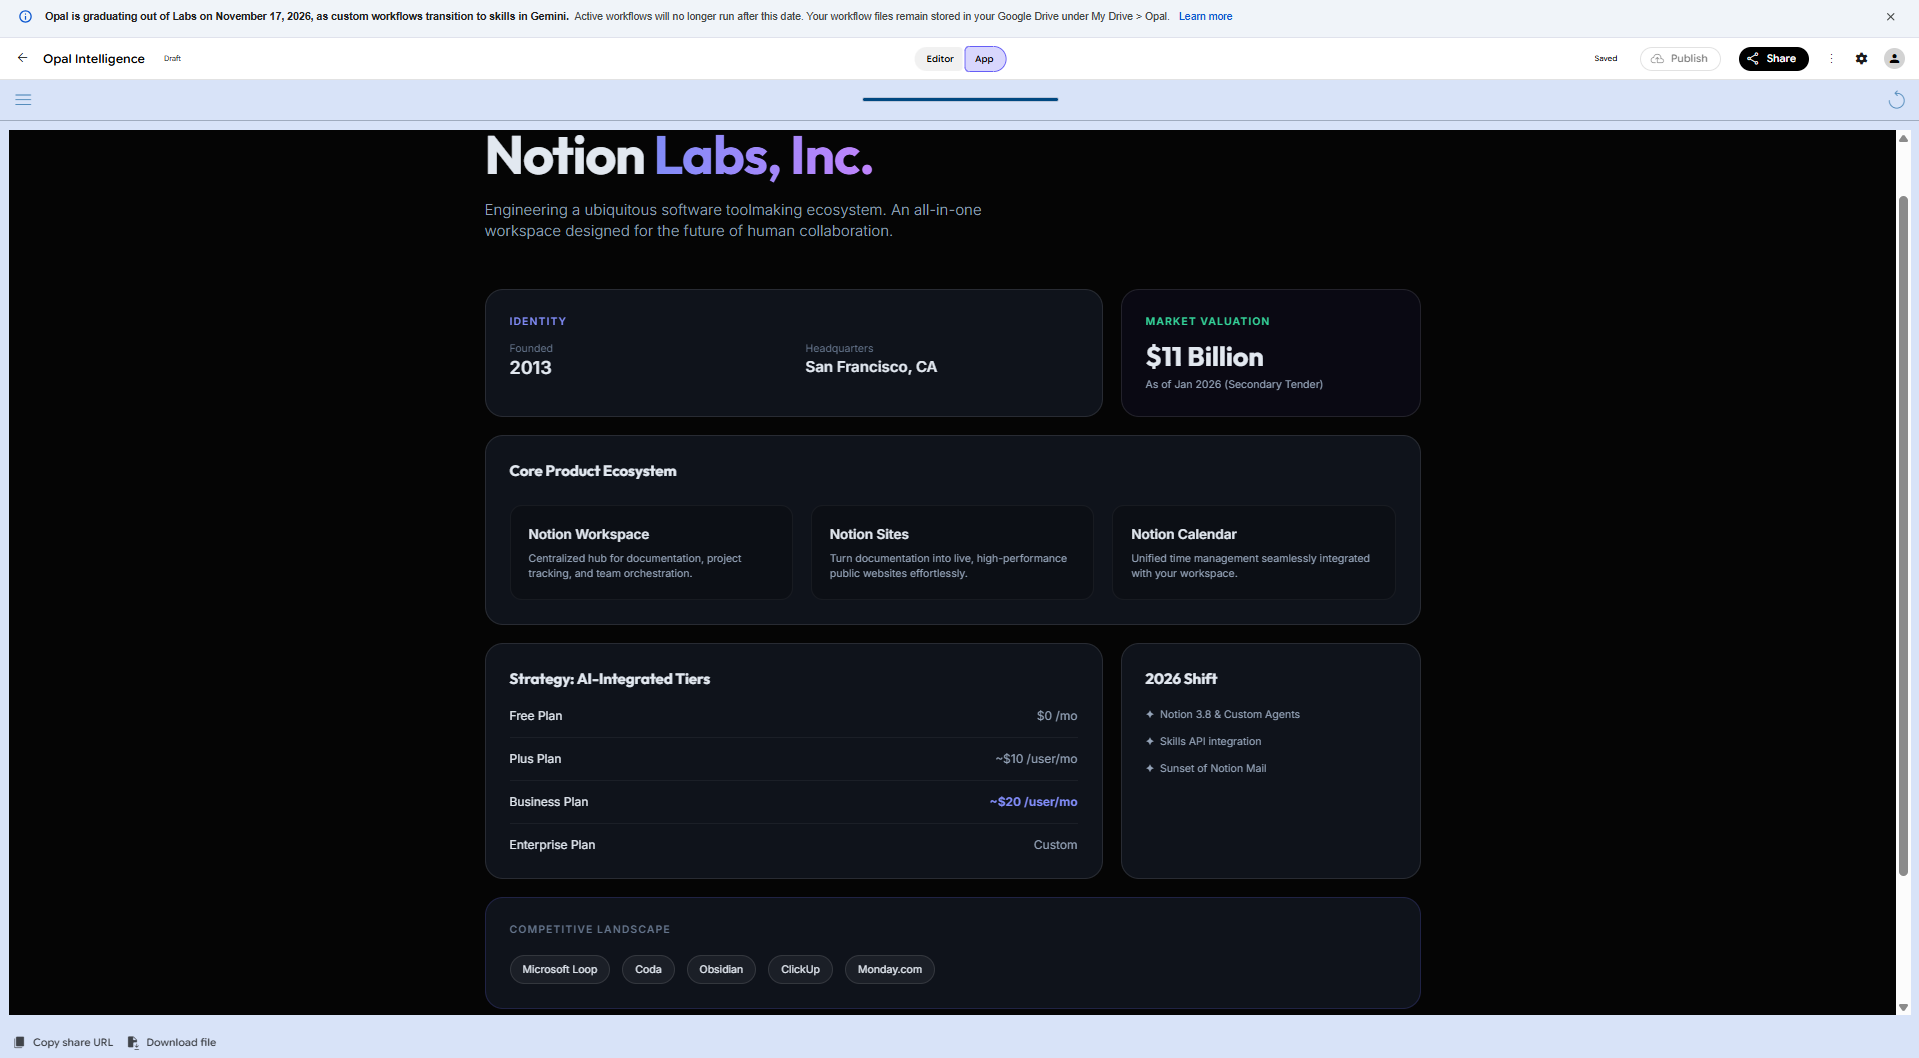 Opal is graduating out of Labs on November 17, 2026, as custom workflows transition to skills in Gemini. Active workflows will no longer run after this date. Your workflow files remain stored in your Google Drive under My Drive > Opal. Learn more
Opal Intelligence Draft
Editor App
Saved Publish Share
Notion Labs, Inc.
Engineering a ubiquitous software toolmaking ecosystem. An all-in-one
workspace designed for the future of human collaboration.
IDENTITY
Founded
2013
Headquarters
San Francisco, CA
MARKET VALUATION
$11 Billion
As of Jan 2026 (Secondary Tender)
Core Product Ecosystem
Notion Workspace
Centralized hub for documentation, project
tracking, and team orchestration.
Notion Sites
Turn documentation into live, high-performance
public websites effortlessly.
Notion Calendar
Unified time management seamlessly integrated
with your workspace.
Strategy: AI-Integrated Tiers
Free Plan $0 /mo
Plus Plan ~$10 /user/mo
Business Plan ~$20 /user/mo
Enterprise Plan Custom
2026 Shift
✦ Notion 3.8 & Custom Agents
✦ Skills API integration
✦ Sunset of Notion Mail
COMPETITIVE LANDSCAPE
Microsoft Loop Coda Obsidian ClickUp Monday.com
Copy share URL Download file